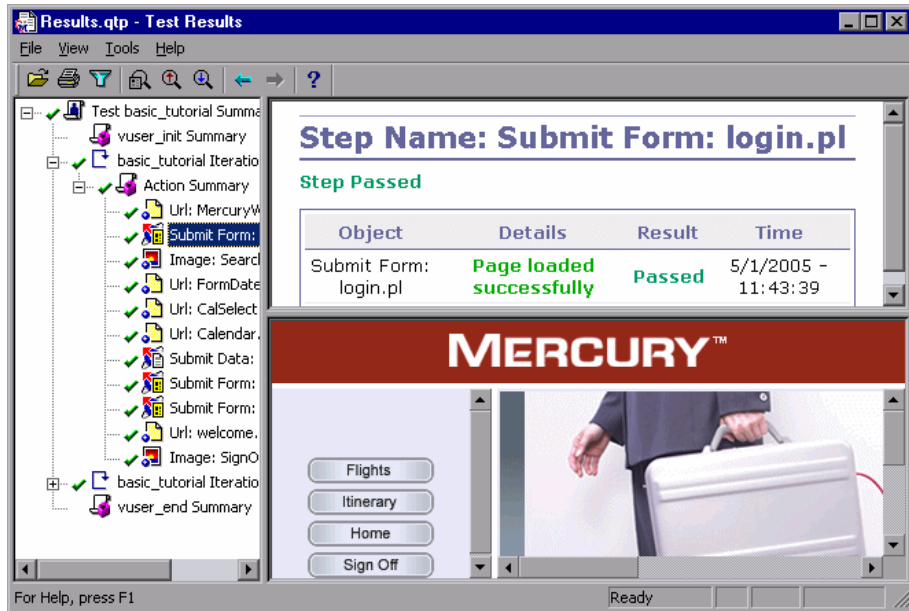 Results.qtp - Test Results
File View Tools Help
Test basic_tutorial Summa
vuser_init Summary
basic_tutorial Iteratio
Action Summary
Url: MercuryW
Submit Form:
Image: Searcl
Url: FormDate
Url: CalSelect
Url: Calendar.
Submit Data:
Submit Form:
Submit Form:
Url: welcome.
Image: SignO
basic_tutorial Iteratio
vuser_end Summary
Step Name: Submit Form: login.pl
Step Passed
Object Details Result Time
Submit Form: login.pl Page loaded successfully Passed 5/1/2005 - 11:43:39
MERCURY™
Flights
Itinerary
Home
Sign Off
For Help, press F1
Ready